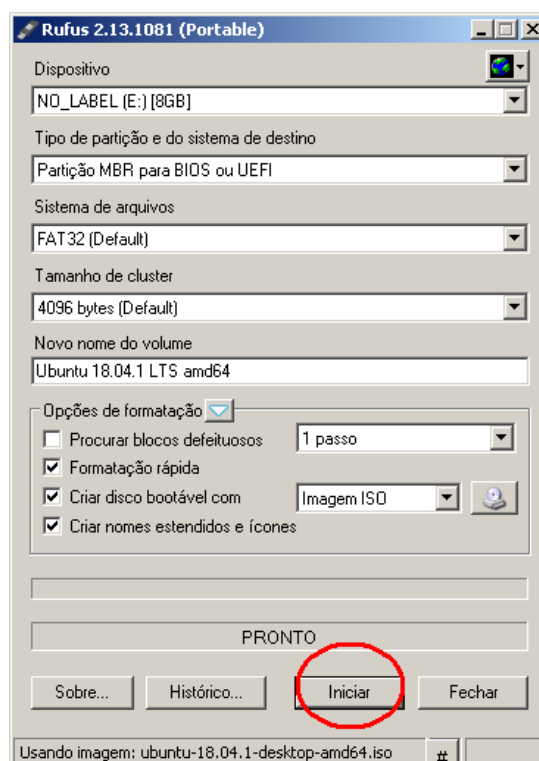 Rufus 2.13.1081 (Portable)
Dispositivo
NO_LABEL (E:) [8GB]
Tipo de partição e do sistema de destino
Partição MBR para BIOS ou UEFI
Sistema de arquivos
FAT32 (Default)
Tamanho de cluster
4096 bytes (Default)
Novo nome do volume
Ubuntu 18.04.1 LTS amd64
Opções de formatação
Procurar blocos defeituosos 1 passo
Formatação rápida
Criar disco bootável com Imagem ISO
Criar nomes estendidos e ícones
PRONTO
Sobre... Histórico... Iniciar Fechar
Usando imagem: ubuntu-18.04.1-desktop-amd64.iso #